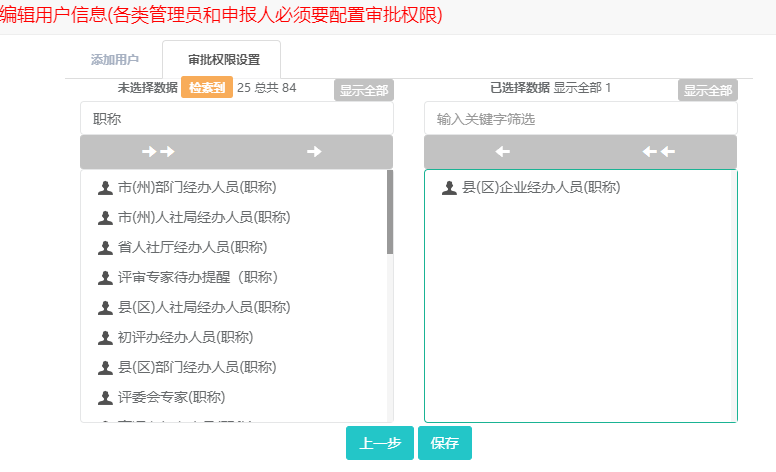 编辑用户信息(各类管理员和申报人必须要配置审批权限)
添加用户
审批权限设置
未选择数据 检索到 25 总共 84
显示全部
职称
市(州)部门经办人员(职称)
市(州)人社局经办人员(职称)
省人社厅经办人员(职称)
评审专家待办提醒（职称）
县(区)人社局经办人员(职称)
初评办经办人员(职称)
县(区)部门经办人员(职称)
评委会专家(职称)
已选择数据 显示全部 1
显示全部
输入关键字筛选
县(区)企业经办人员(职称)
上一步
保存